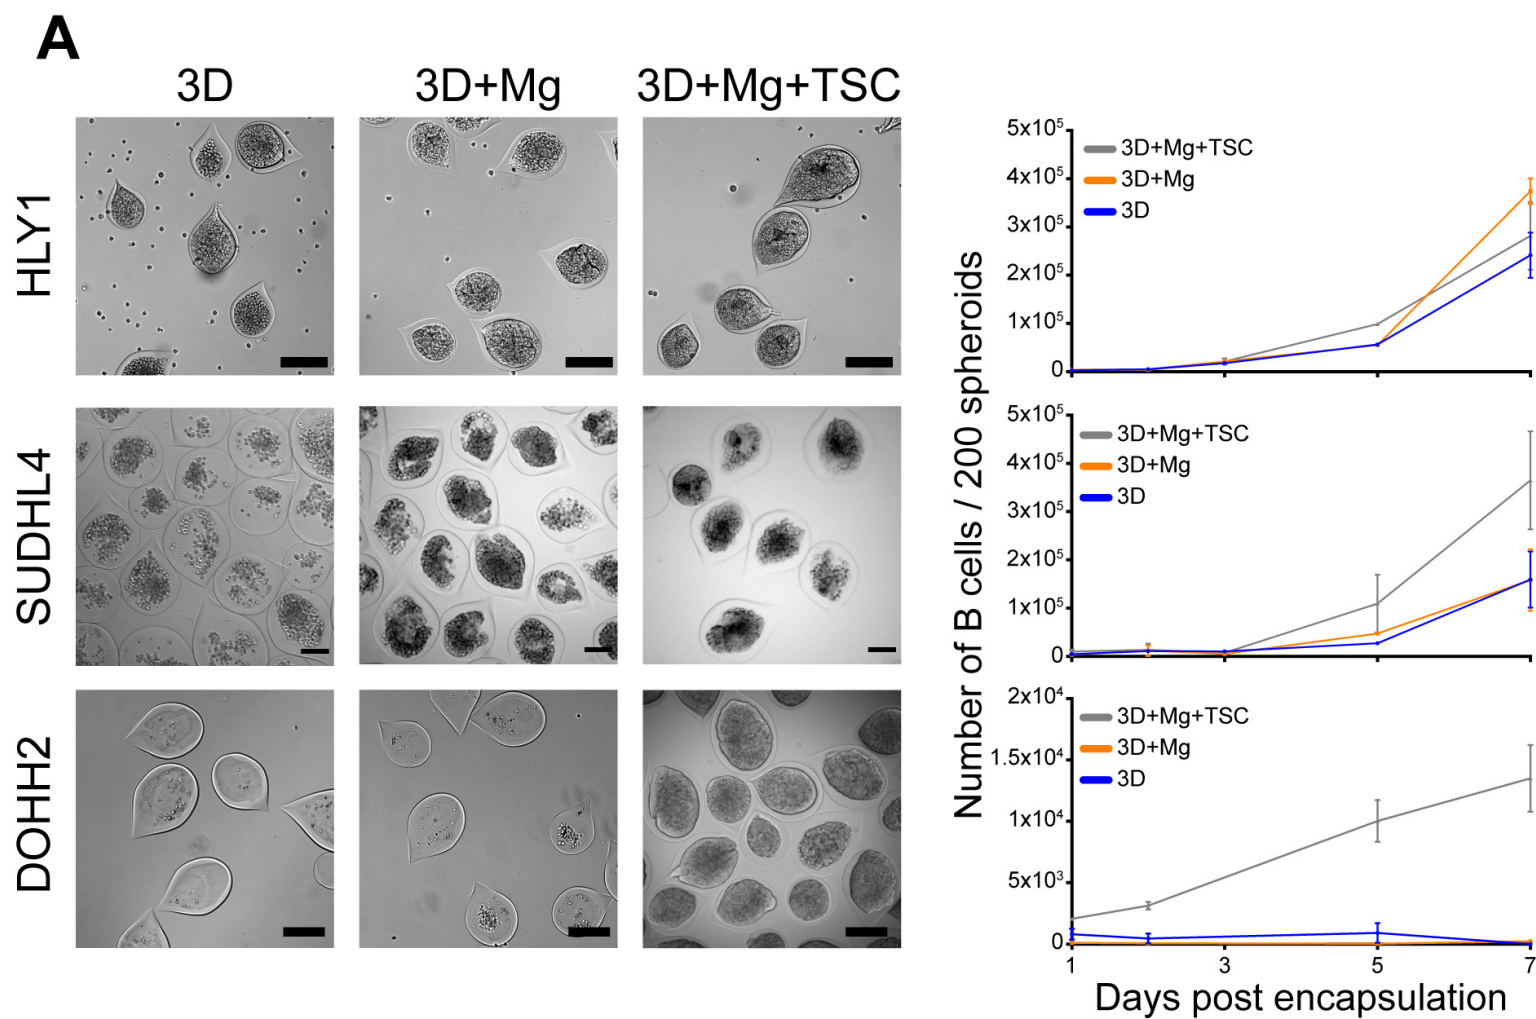 A
3D
3D+Mg
3D+Mg+TSC
HLY1
SUDHL4
DOHH2
Number of B cells / 200 spheroids
5x10⁵
4x10⁵
3x10⁵
2x10⁵
1x10⁵
0
3D+Mg+TSC
3D+Mg
3D
5x10⁵
4x10⁵
3x10⁵
2x10⁵
1x10⁵
0
3D+Mg+TSC
3D+Mg
3D
2x10⁴
1.5x10⁴
1x10⁴
5x10³
0
3D+Mg+TSC
3D+Mg
3D
1 3 5 7
Days post encapsulation